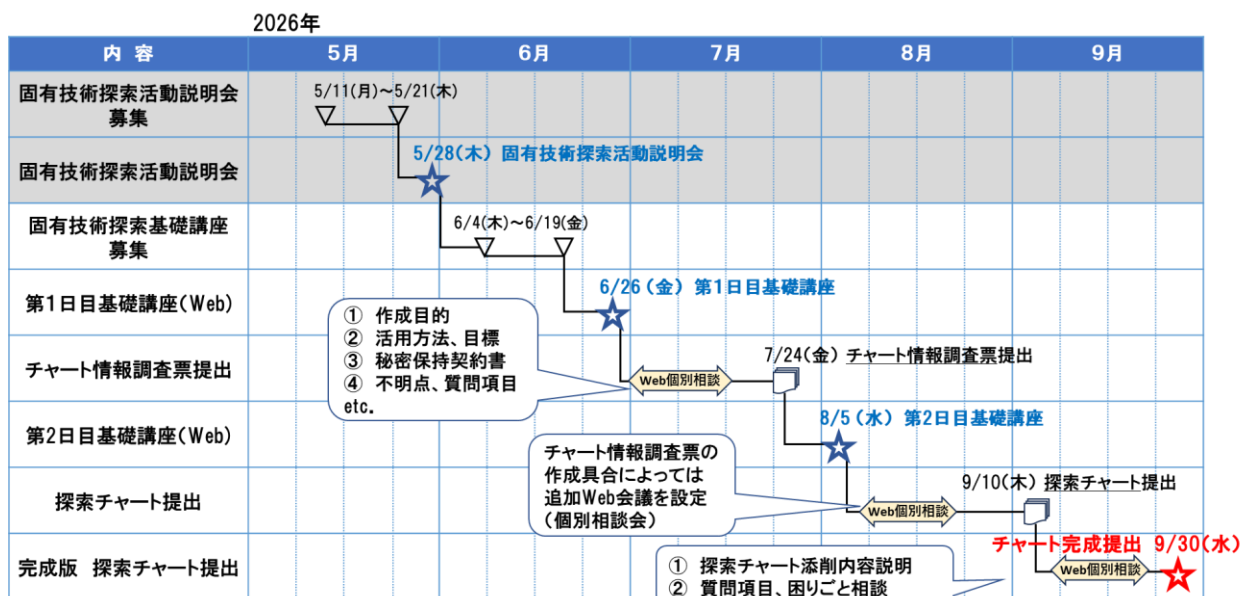 2026年
内 容 5月 6月 7月 8月 9月
固有技術探索活動説明会
募集
5/11(月)～5/21(木)
固有技術探索活動説明会
5/28(木) 固有技術探索活動説明会
固有技術探索基礎講座
募集
6/4(木)～6/19(金)
第1日目基礎講座(Web)
6/26(金) 第1日目基礎講座
① 作成目的
② 活用方法、目標
③ 秘密保持契約書
④ 不明点、質問項目
etc.
チャート情報調査票提出
Web個別相談
7/24(金) チャート情報調査票提出
第2日目基礎講座(Web)
8/5(水) 第2日目基礎講座
チャート情報調査票の
作成具合によっては
追加Web会議を設定
(個別相談会)
探索チャート提出
Web個別相談
9/10(木) 探索チャート提出
完成版 探索チャート提出
① 探索チャート添削内容説明
② 質問項目、困りごと相談
チャート完成提出 9/30(水)
Web個別相談